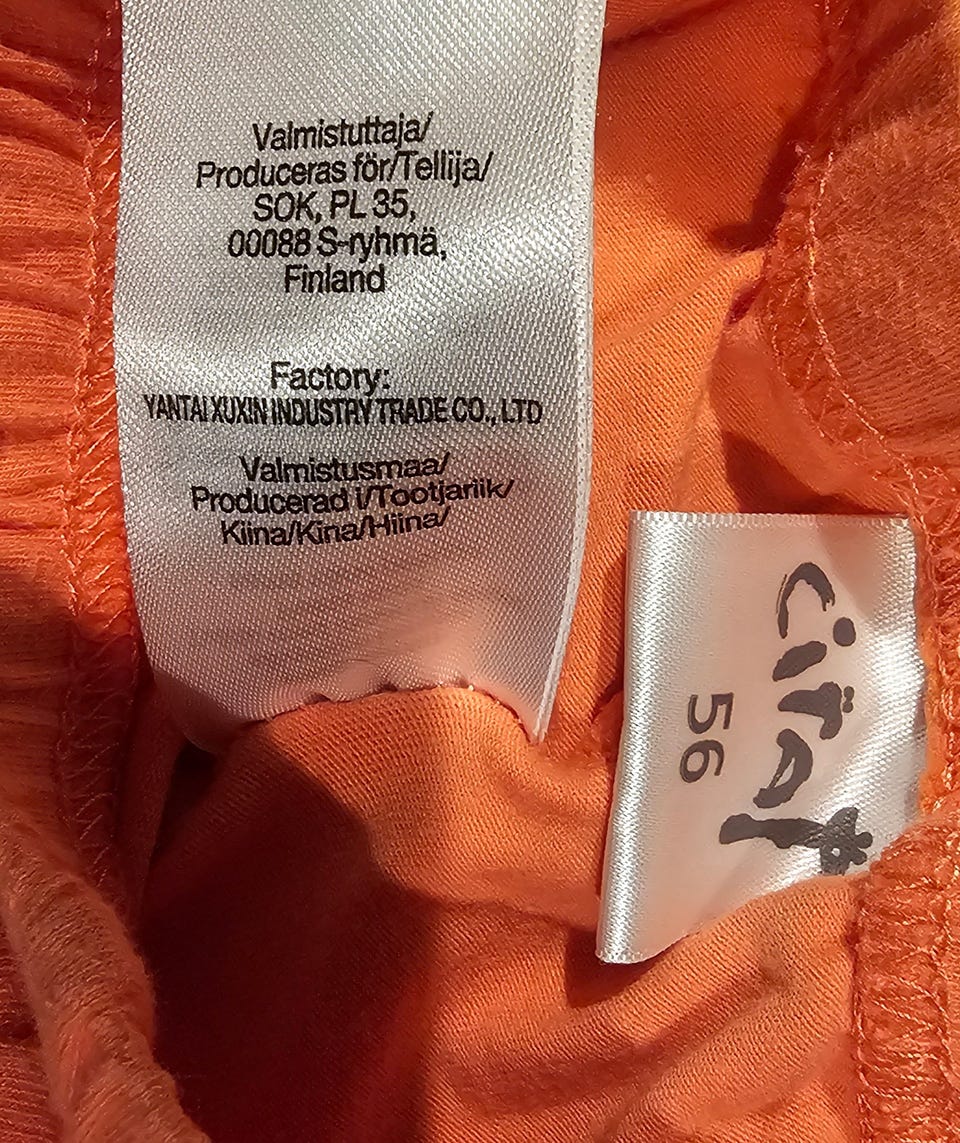 Valmistuttaja/
Produceras för/Tellija/
SOK, PL 35,
00088 S-ryhmä,
Finland
Factory:
YANTAI XUXIN INDUSTRY TRADE CO., LTD
Valmistusmaa/
Producerad i/Tootjariik/
Kiina/Kina/Hiina/
ciraf
56